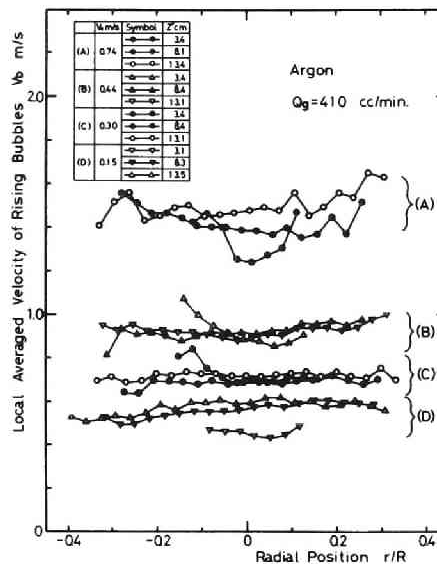 Local Averaged Velocity of Rising Bubbles Vb m/s
VL m/s Symbol Z*cm
(A) 0.74 3.4
8.1
13.4
(B) 0.44 3.4
8.4
13.1
(C) 0.30 3.4
8.4
13.1
(D) 0.15 3.1
8.3
13.5
Argon
Qg=410 cc/min.
2.0
1.0
0
(A)
(B)
(C)
(D)
-0.4 -0.2 0 0.2 0.4
Radial Position r/R